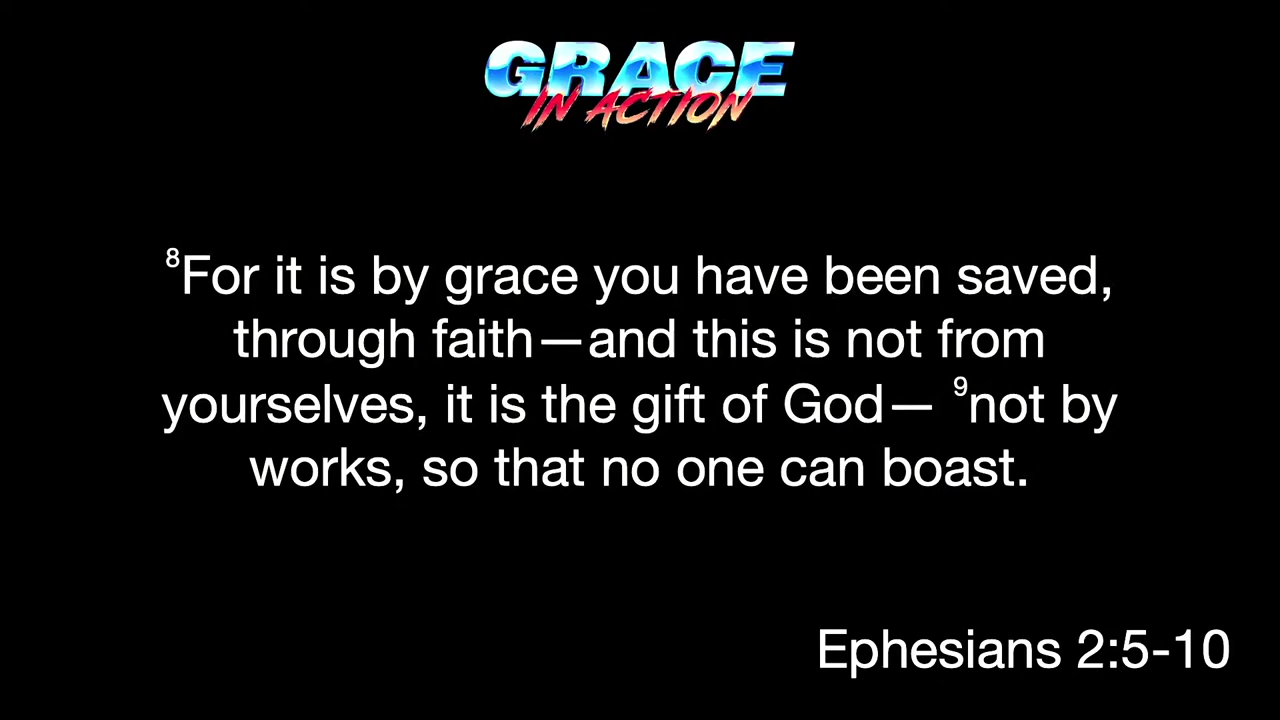 GRACE
IN ACTION
⁸For it is by grace you have been saved,
through faith—and this is not from
yourselves, it is the gift of God— ⁹not by
works, so that no one can boast.
Ephesians 2:5-10